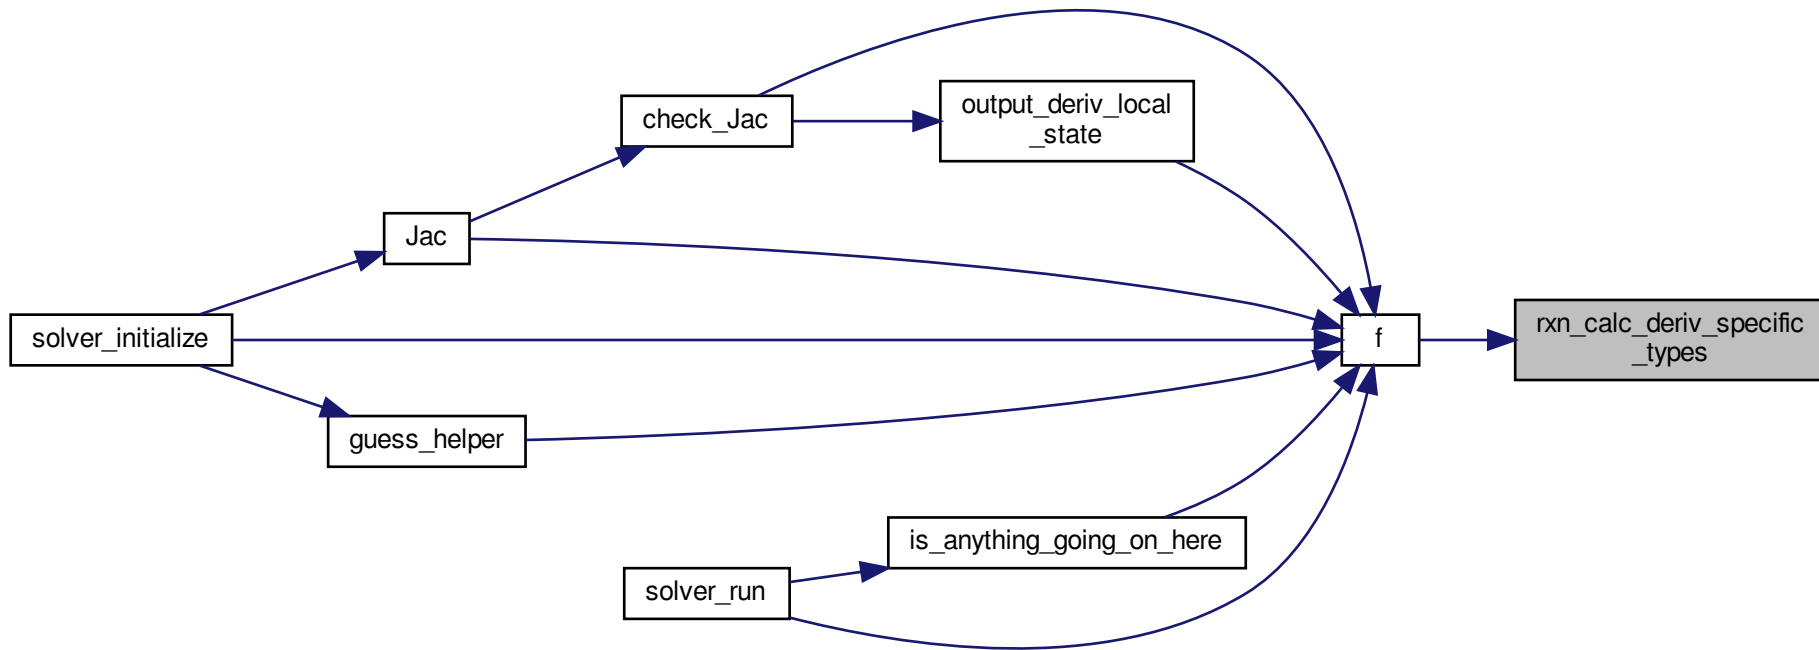 output_deriv_local
_state
check_Jac
Jac
solver_initialize
f
rxn_calc_deriv_specific
_types
guess_helper
is_anything_going_on_here
solver_run